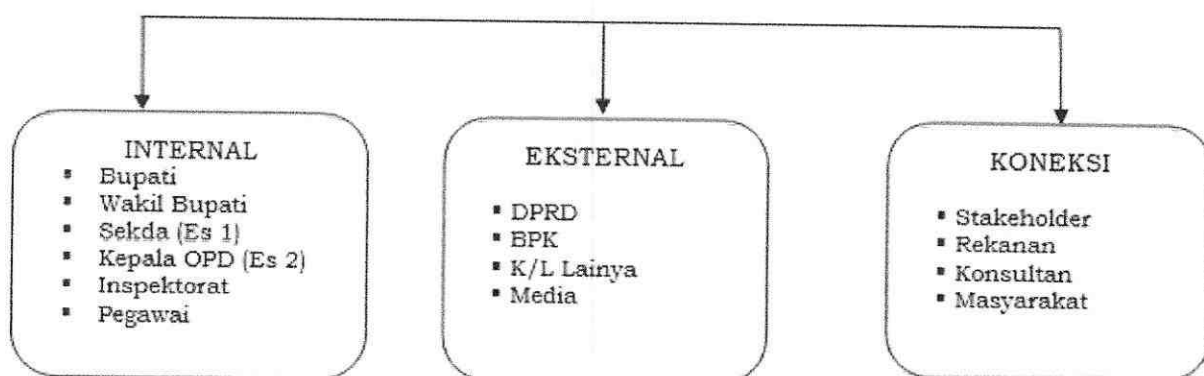 INTERNAL
▪ Bupati
▪ Wakil Bupati
▪ Sekda (Es 1)
▪ Kepala OPD (Es 2)
▪ Inspektorat
▪ Pegawai
EKSTERNAL
▪ DPRD
▪ BPK
▪ K/L Lainya
▪ Media
KONEKSI
▪ Stakeholder
▪ Rekanan
▪ Konsultan
▪ Masyarakat